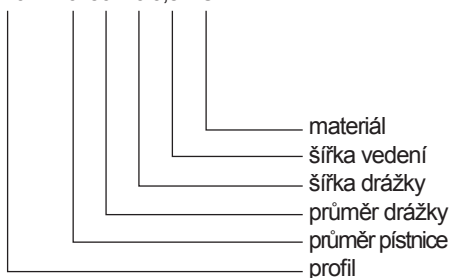 materiál
šířka vedení
šířka drážky
průměr drážky
průměr pístnice
profil